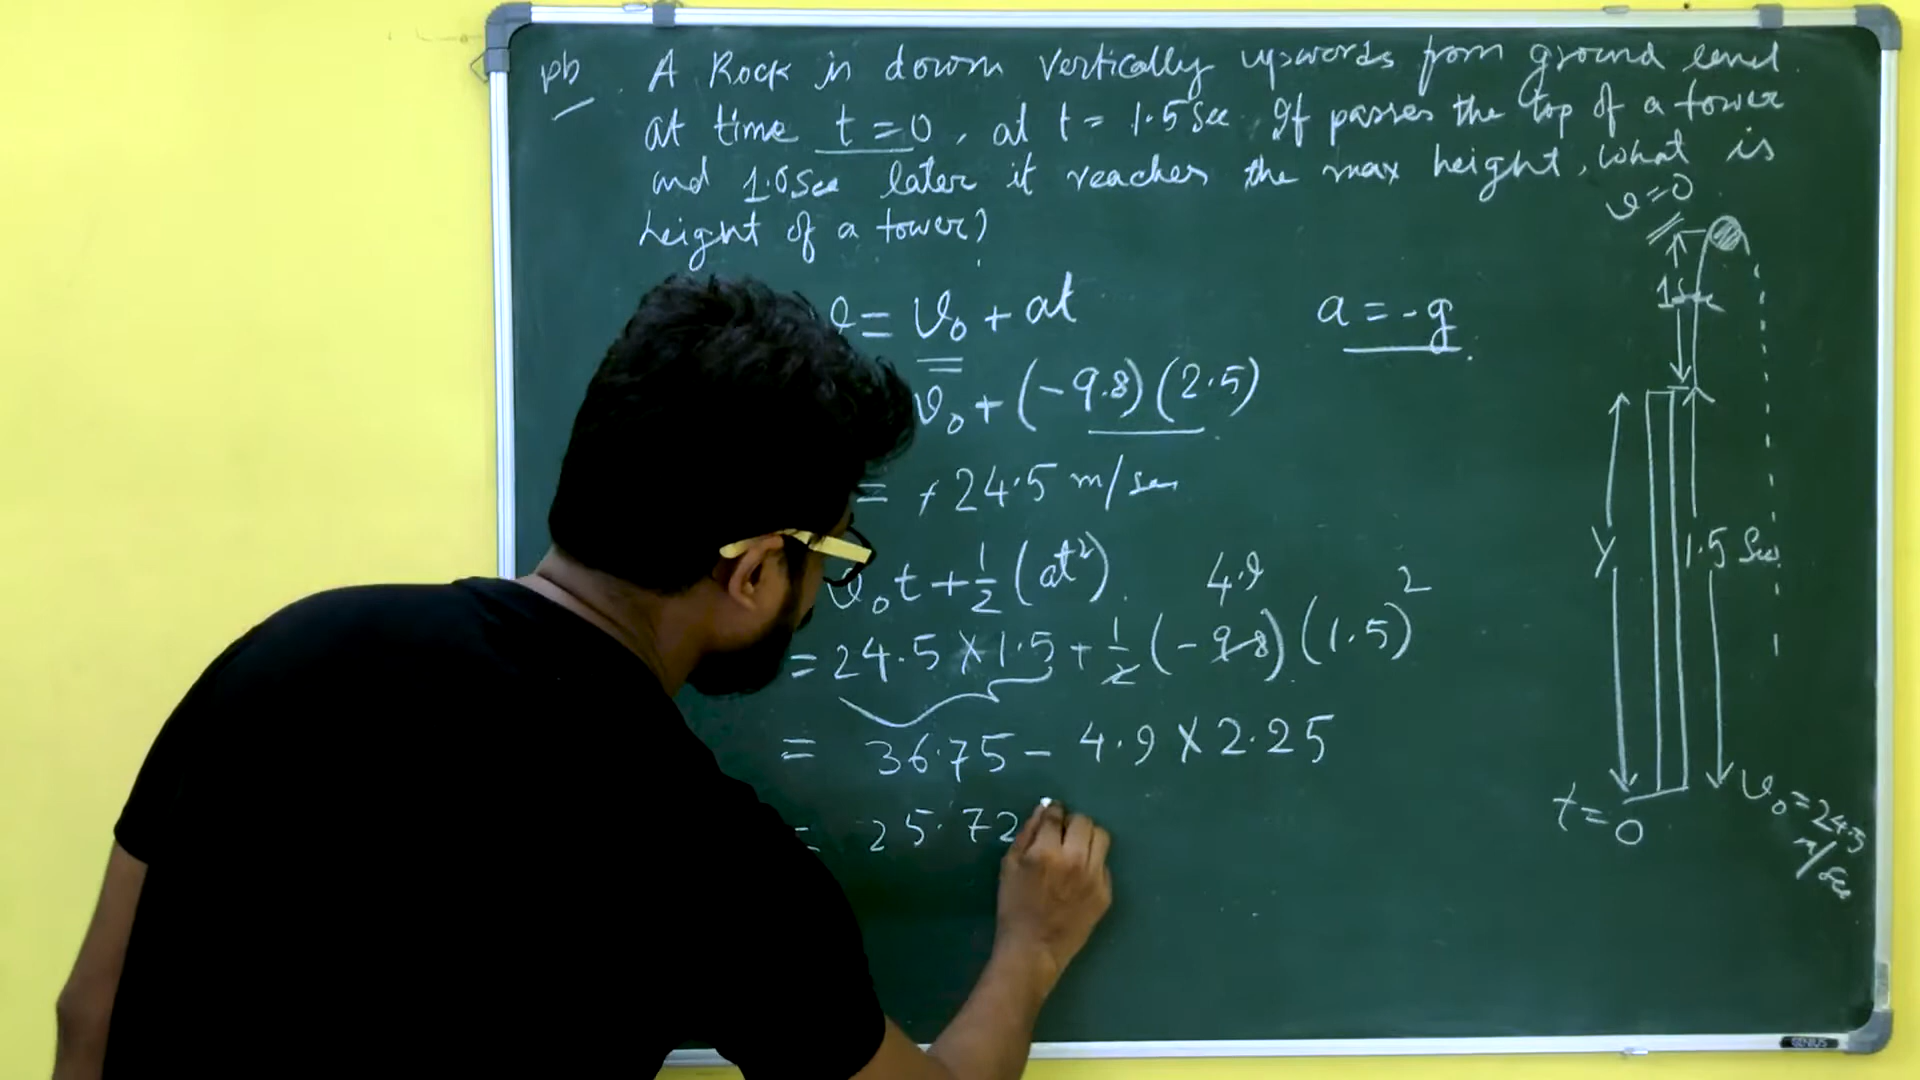 pb. A Rock is down vertically upwords from ground level.
at time t = 0, at t = 1.5 Sec It passes the top of a tower
and 1.0 Sec later it reaches the max height, what is
height of a tower?
v = v₀ + at
a = -g
v₀ + (-9.8) (2.5)
= +24.5 m/sec
v₀t + 1/2 (at²)
4.9
= 24.5 X 1.5 + 1/2 (-9.8) (1.5)²
= 36.75 - 4.9 X 2.25
= 25.72
v=0
1s
Y
1.5 Sec
t=0
v₀=24.5
m/Sec
GENIUS